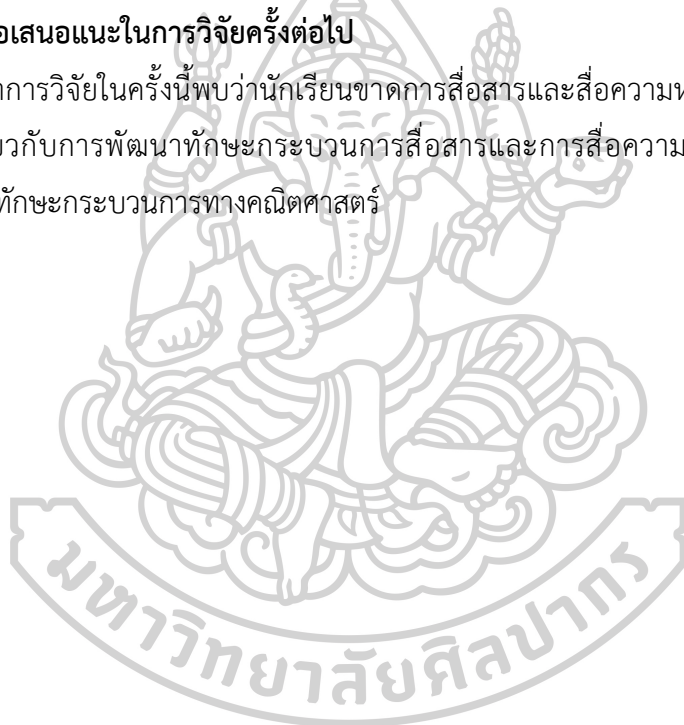 อเสนอแนะในการวิจัยครั้งต่อไป
การวิจัยในครั้งนี้พบว่านักเรียนขาดการสื่อสารและสื่อความห
ยวกับการพัฒนาทักษะกระบวนการสื่อสารและการสื่อความ
ทักษะกระบวนการทางคณิตศาสตร์
มหาวิทยาลัยศิลปากร